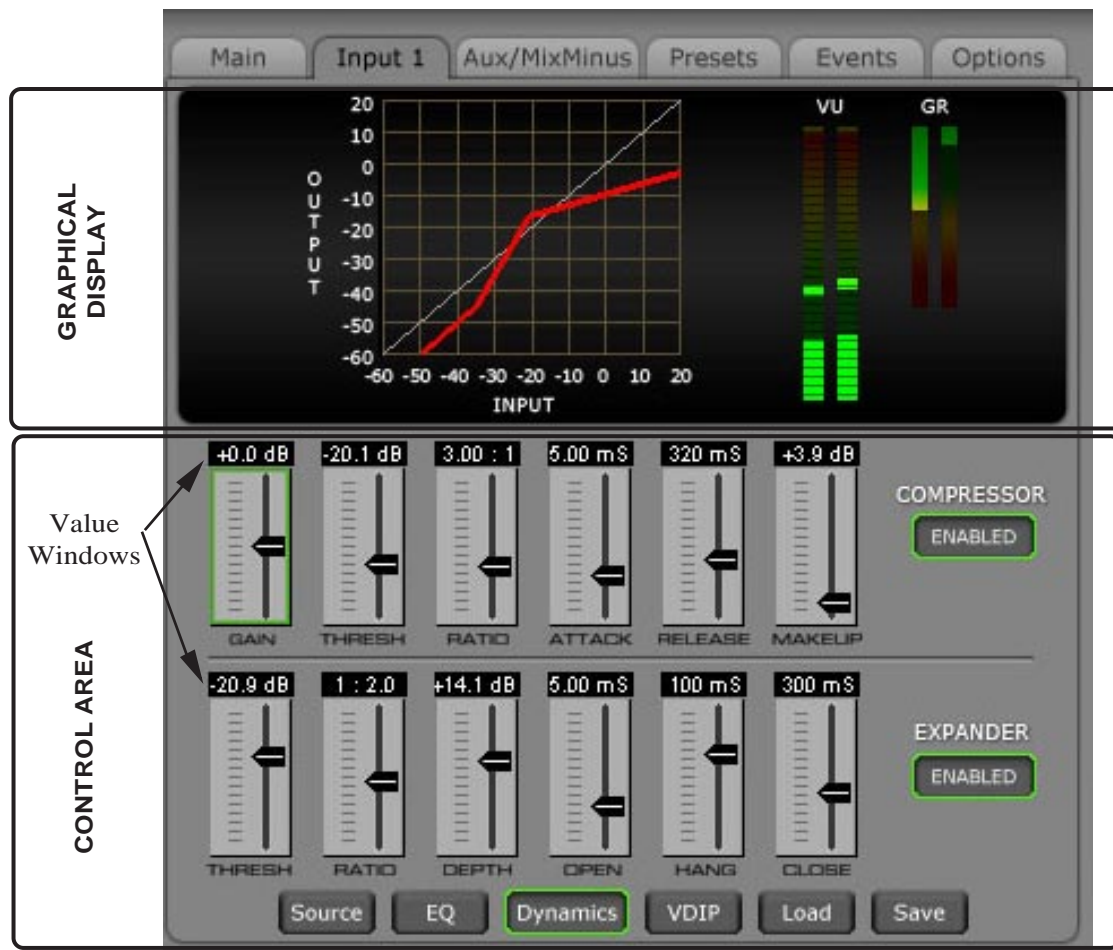 Main Input 1 Aux/MixMinus Presets Events Options
GRAPHICAL
DISPLAY
20
10
0
-10
-20
-30
-40
-50
-60
OUTPUT
-60 -50 -40 -30 -20 -10 0 10 20
INPUT
VU GR
Value
Windows
CONTROL AREA
+0.0 dB -20.1 dB 3.00 : 1 5.00 mS 320 mS +3.9 dB
COMPRESSOR
ENABLED
GAIN THRESH RATIO ATTACK RELEASE MAKEUP
-20.9 dB 1 : 2.0 +14.1 dB 5.00 mS 100 mS 300 mS
EXPANDER
ENABLED
THRESH RATIO DEPTH OPEN HANG CLOSE
Source EQ Dynamics VDIP Load Save